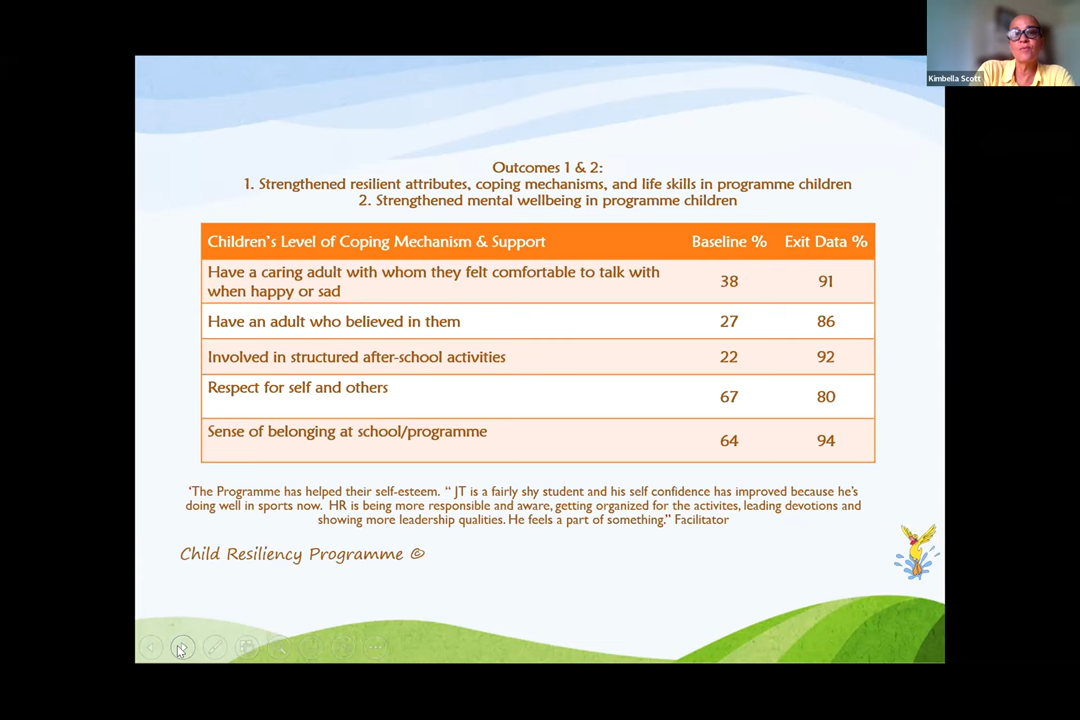 Kimbella Scott
Outcomes 1 & 2:
1. Strengthened resilient attributes, coping mechanisms, and life skills in programme children
2. Strengthened mental wellbeing in programme children
Children's Level of Coping Mechanism & Support Baseline % Exit Data %
Have a caring adult with whom they felt comfortable to talk with
when happy or sad 38 91
Have an adult who believed in them 27 86
Involved in structured after-school activities 22 92
Respect for self and others 67 80
Sense of belonging at school/programme 64 94
'The Programme has helped their self-esteem. “ JT is a fairly shy student and his self confidence has improved because he's
doing well in sports now. HR is being more responsible and aware, getting organized for the activites, leading devotions and
showing more leadership qualities. He feels a part of something.” Facilitator
Child Resiliency Programme ©